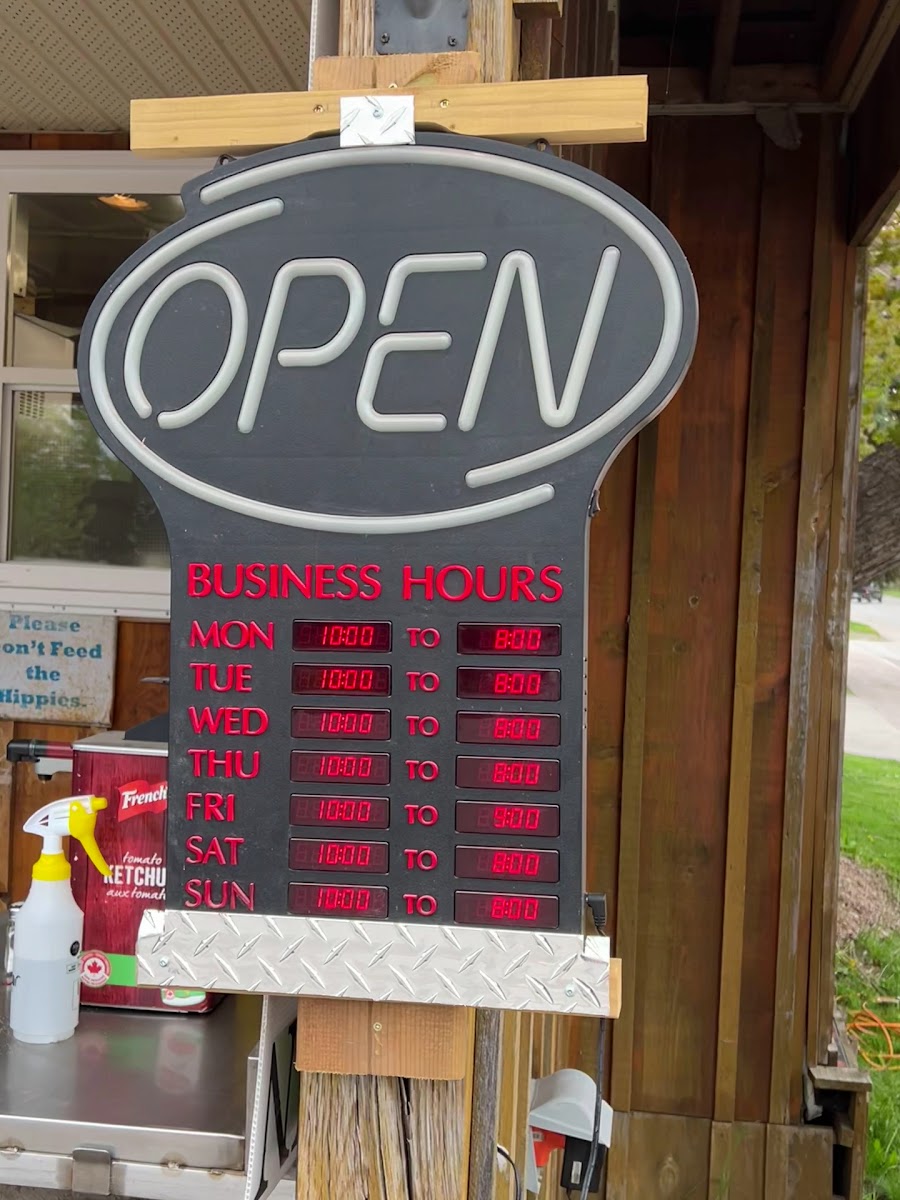 OPEN
BUSINESS HOURS
MON 10:00 TO 8:00
TUE 10:00 TO 8:00
WED 10:00 TO 8:00
THU 10:00 TO 8:00
FRI 10:00 TO 9:00
SAT 10:00 TO 8:00
SUN 11:00 TO 8:00
Please
on't Feed
the
Hippies.
French's
tomato
KETCHU
aux tomate